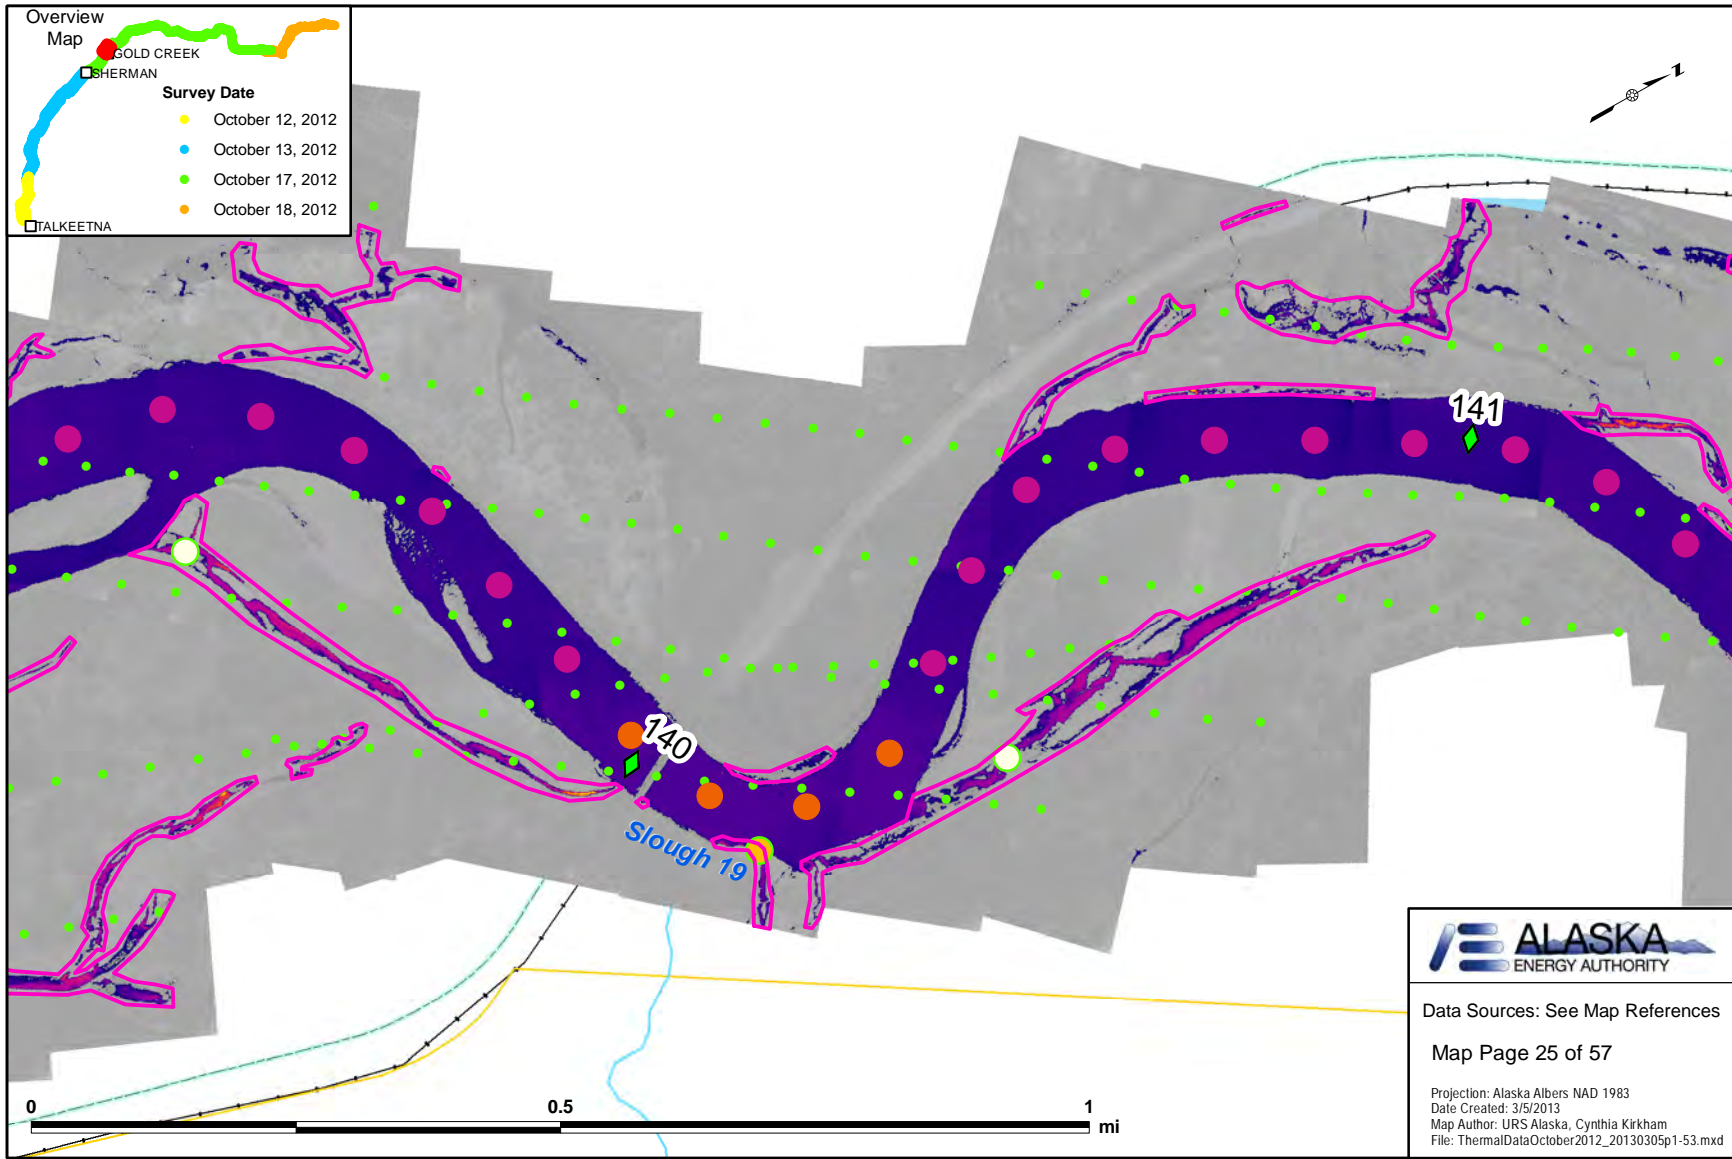 Overview
Map
GOLD CREEK
SHERMAN
Survey Date
October 12, 2012
October 13, 2012
October 17, 2012
October 18, 2012
TALKEETNA
Z
141
140
Slough 19
0
0.5
1
mi
ALASKA
ENERGY AUTHORITY
Data Sources: See Map References
Map Page 25 of 57
Projection: Alaska Albers NAD 1983
Date Created: 3/5/2013
Map Author: URS Alaska, Cynthia Kirkham
File: ThermalDataOctober2012_20130305p1-53.mxd